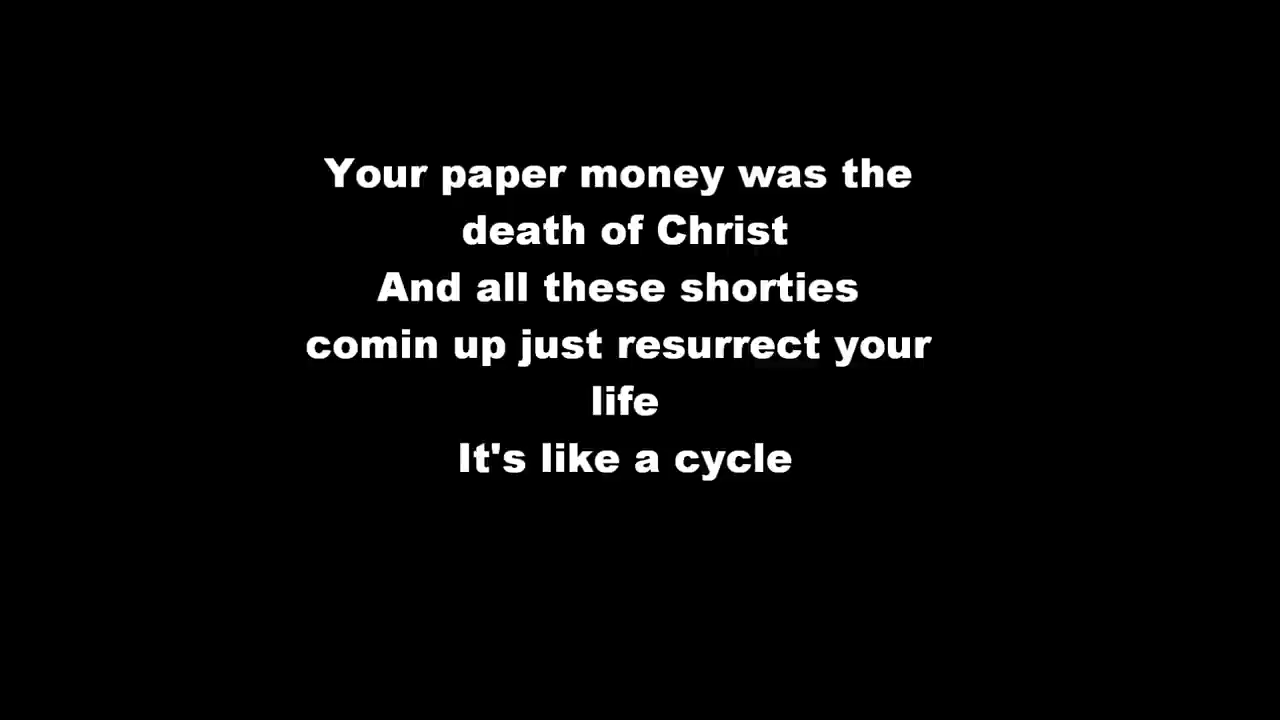 Your paper money was the
death of Christ
And all these shorties
comin up just resurrect your
life
It's like a cycle